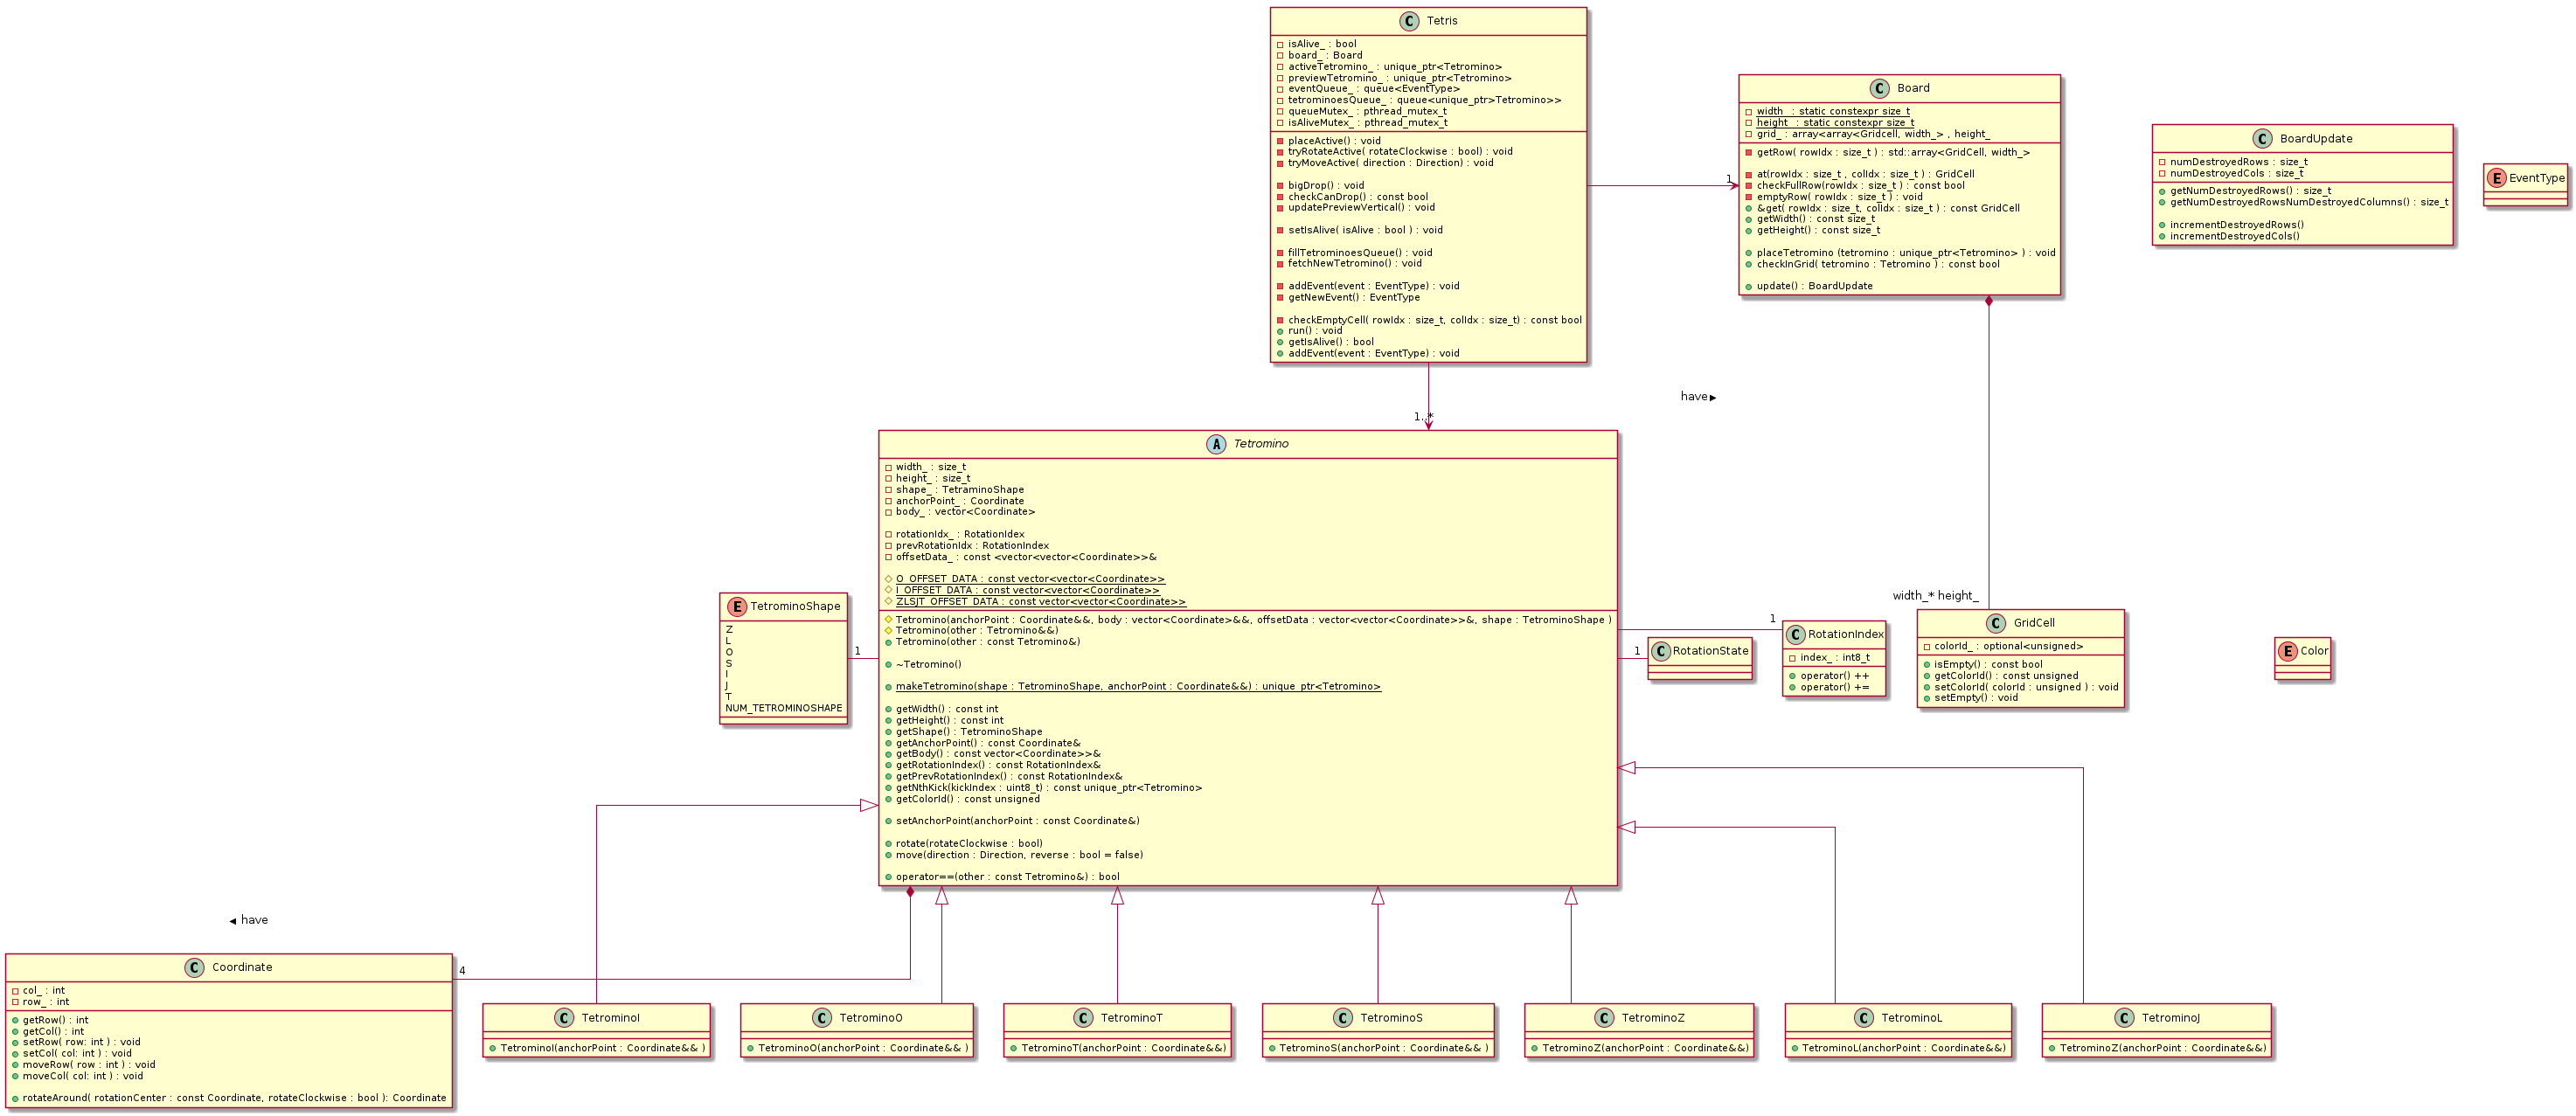 C Tetris
isAlive_ : bool
board_ : Board
activeTetromino_ : unique_ptr<Tetromino>
previewTetromino_ : unique_ptr<Tetromino>
eventQueue_ : queue<EventType>
tetrominoesQueue_ : queue<unique_ptr>Tetromino>>
queueMutex_ : pthread_mutex_t
isAliveMutex_ : pthread_mutex_t
placeActive() : void
tryRotateActive( rotateClockwise : bool) : void
tryMoveActive( direction : Direction) : void
bigDrop() : void
checkCanDrop() : const bool
updatePreviewVertical() : void
setIsAlive( isAlive : bool ) : void
fillTetrominoesQueue() : void
fetchNewTetromino() : void
addEvent(event : EventType) : void
getNewEvent() : EventType
checkEmptyCell( rowIdx : size_t, colIdx : size_t) : const bool
run() : void
getIsAlive() : bool
addEvent(event : EventType) : void
1
C Board
width_ : static constexpr size_t
height_ : static constexpr size_t
grid_ : array<array<Gridcell, width_> , height_
getRow( rowIdx : size_t ) : std::array<GridCell, width_>
at(rowIdx : size_t , colIdx : size_t ) : GridCell
checkFullRow(rowIdx : size_t ) : const bool
emptyRow( rowIdx : size_t ) : void
&get( rowIdx : size_t, colIdx : size_t ) : const GridCell
getWidth() : const size_t
getHeight() : const size_t
placeTetromino (tetromino : unique_ptr<Tetromino> ) : void
checkInGrid( tetromino : Tetromino ) : const bool
update() : BoardUpdate
C BoardUpdate
numDestroyedRows : size_t
numDestroyedCols : size_t
getNumDestroyedRows() : size_t
getNumDestroyedRowsNumDestroyedColumns() : size_t
incrementDestroyedRows()
incrementDestroyedCols()
E EventType
have
1..*
A Tetromino
width_ : size_t
height_ : size_t
shape_ : TetraminoShape
anchorPoint_ : Coordinate
body_ : vector<Coordinate>
rotationIdx_ : RotationIdex
prevRotationIdx : RotationIndex
offsetData_ : const <vector<vector<Coordinate>>&
O_OFFSET_DATA : const vector<vector<Coordinate>>
I_OFFSET_DATA : const vector<vector<Coordinate>>
ZLSJT_OFFSET_DATA : const vector<vector<Coordinate>>
Tetromino(anchorPoint : Coordinate&&, body : vector<Coordinate>&&, offsetData : vector<vector<Coordinate>>&, shape : TetrominoShape )
Tetromino(other : Tetromino&&)
Tetromino(other : const Tetromino&)
~Tetromino()
makeTetromino(shape : TetrominoShape, anchorPoint : Coordinate&&) : unique_ptr<Tetromino>
getWidth() : const int
getHeight() : const int
getShape() : TetrominoShape
getAnchorPoint() : const Coordinate&
getBody() : const vector<Coordinate>>&
getRotationIndex() : const RotationIndex&
getPrevRotationIndex() : const RotationIndex&
getNthKick(kickIndex : uint8_t) : const unique_ptr<Tetromino>
getColorId() : const unsigned
setAnchorPoint(anchorPoint : const Coordinate&)
rotate(rotateClockwise : bool)
move(direction : Direction, reverse : bool = false)
operator==(other : const Tetromino&) : bool
E TetrominoShape
Z
L
O
S
I
J
T
NUM_TETROMINOSHAPE
1
1
C RotationState
1
C RotationIndex
index_ : int8_t
operator() ++
operator() +=
width_* height_
C GridCell
colorId_ : optional<unsigned>
isEmpty() : const bool
getColorId() : const unsigned
setColorId( colorId : unsigned ) : void
setEmpty() : void
E Color
have
4
C Coordinate
col_ : int
row_ : int
getRow() : int
getCol() : int
setRow( row: int ) : void
setCol( col: int ) : void
moveRow( row : int ) : void
moveCol( col: int ) : void
rotateAround( rotationCenter : const Coordinate, rotateClockwise : bool ): Coordinate
C TetrominoI
TetrominoI(anchorPoint : Coordinate&& )
C TetrominoO
TetrominoO(anchorPoint : Coordinate&& )
C TetrominoT
TetrominoT(anchorPoint : Coordinate&&)
C TetrominoS
TetrominoS(anchorPoint : Coordinate&& )
C TetrominoZ
TetrominoZ(anchorPoint : Coordinate&&)
C TetrominoL
TetrominoL(anchorPoint : Coordinate&&)
C TetrominoJ
TetrominoZ(anchorPoint : Coordinate&&)